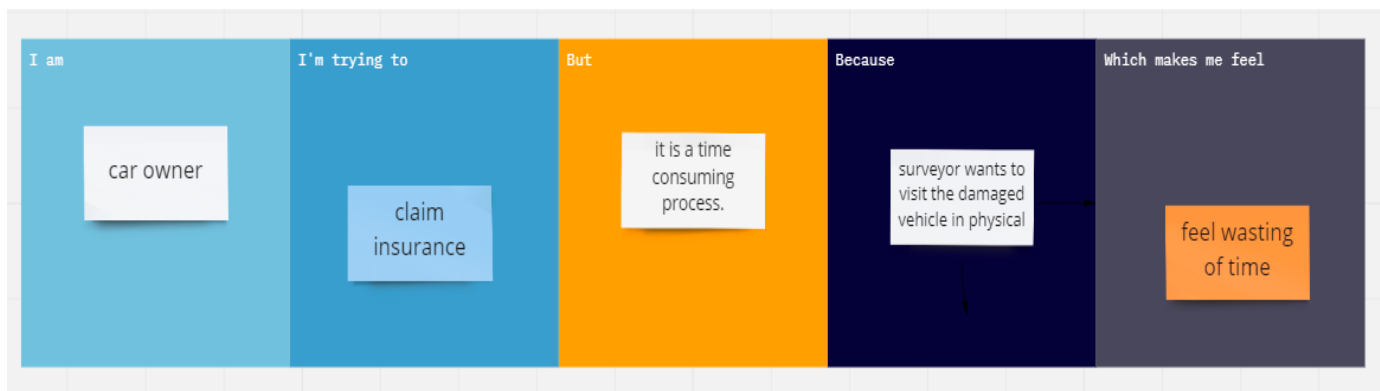 I am
I'm trying to
But
Because
Which makes me feel
car owner
claim
insurance
it is a time
consuming
process.
surveyor wants to
visit the damaged
vehicle in physical
feel wasting
of time